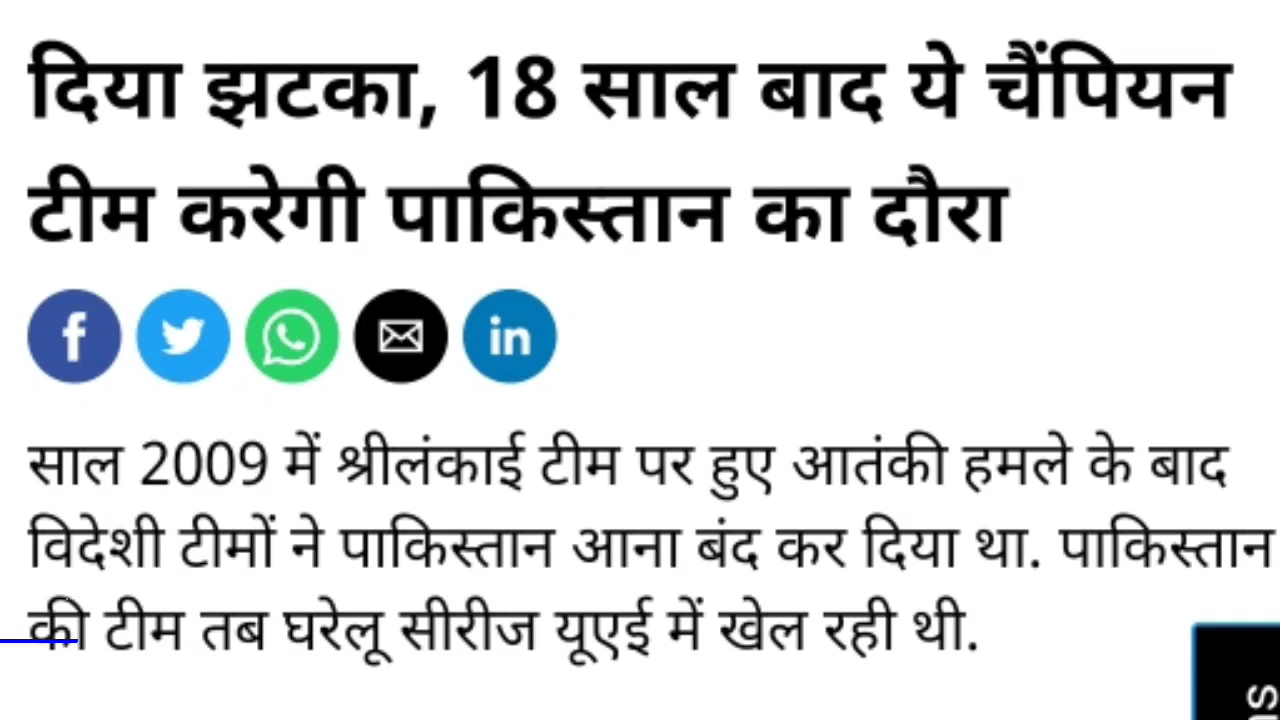 दिया झटका, 18 साल बाद ये चैंपियन
टीम करेगी पाकिस्तान का दौरा
साल 2009 में श्रीलंकाई टीम पर हुए आतंकी हमले के बाद
विदेशी टीमों ने पाकिस्तान आना बंद कर दिया था. पाकिस्तान
की टीम तब घरेलू सीरीज यूएई में खेल रही थी.